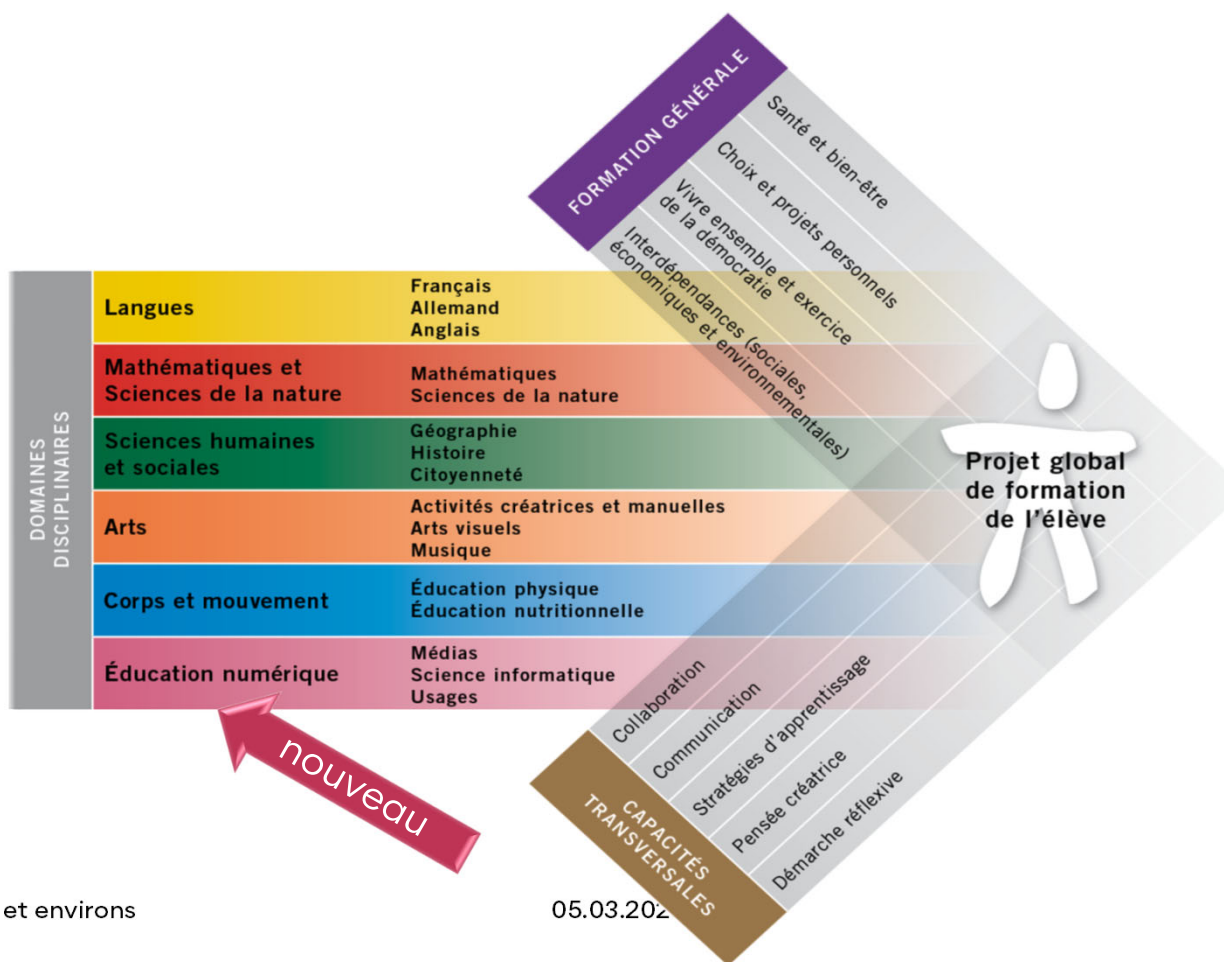 FORMATION GÉNÉRALE
Santé et bien-être
Choix et projets personnels
Vivre ensemble et exercice
de la démocratie
Interdépendances (sociales,
économiques et environnementales)
DOMAINES
DISCIPLINAIRES
Langues
Français
Allemand
Anglais
Mathématiques et
Sciences de la nature
Mathématiques
Sciences de la nature
Sciences humaines
et sociales
Géographie
Histoire
Citoyenneté
Arts
Activités créatrices et manuelles
Arts visuels
Musique
Corps et mouvement
Éducation physique
Éducation nutritionnelle
Éducation numérique
Médias
Science informatique
Usages
Projet global
de formation
de l'élève
nouveau
Collaboration
Communication
Stratégies d'apprentissage
Pensée créatrice
Démarche réflexive
CAPACITÉS
TRANSVERSALES
et environs
05.03.202